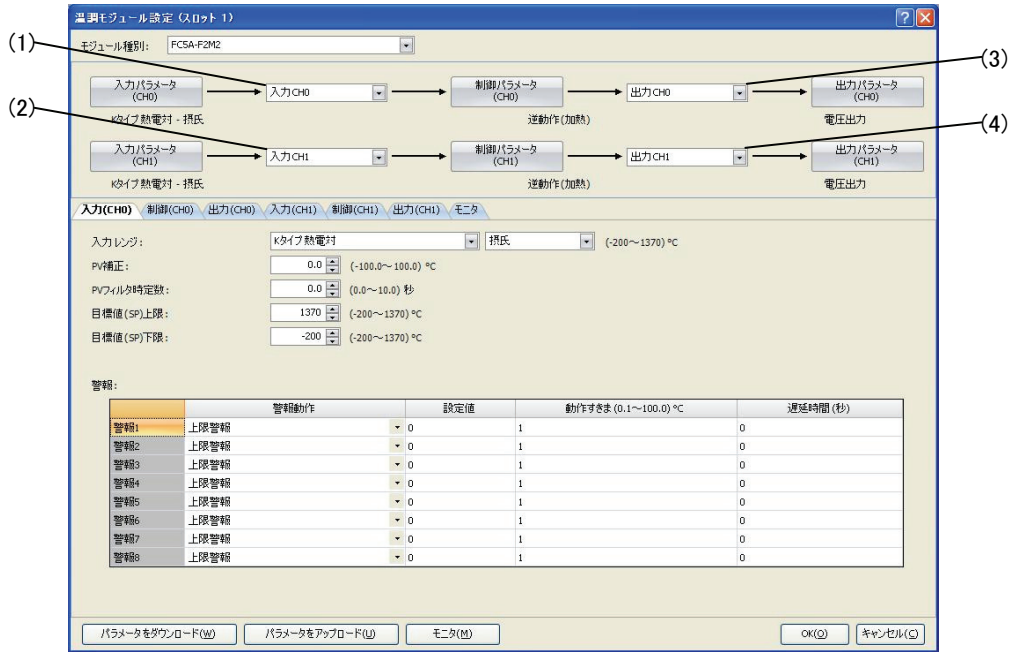 温調モジュール設定 (スロット 1)
モジュール種別: FC5A-F2M2
(1)
(3)
入力パラメータ
(CH0)
入力CH0
制御パラメータ
(CH0)
出力CH0
出力パラメータ
(CH0)
(2)
Kタイプ熱電対 - 摂氏
逆動作(加熱)
電圧出力
(4)
入力パラメータ
(CH1)
入力CH1
制御パラメータ
(CH1)
出力CH1
出力パラメータ
(CH1)
Kタイプ熱電対 - 摂氏
逆動作(加熱)
電圧出力
入力(CH0) 制御(CH0) 出力(CH0) 入力(CH1) 制御(CH1) 出力(CH1) モニタ
入力レンジ: Kタイプ熱電対 摂氏 (-200～1370) °C
PV補正: 0.0 (-100.0～100.0) °C
PVフィルタ時定数: 0.0 (0.0～10.0) 秒
目標値(SP)上限: 1370 (-200～1370) °C
目標値(SP)下限: -200 (-200～1370) °C
警報:
警報動作 設定値 動作すきま (0.1～100.0) °C 遅延時間 (秒)
警報1 上限警報 0 1 0
警報2 上限警報 0 1 0
警報3 上限警報 0 1 0
警報4 上限警報 0 1 0
警報5 上限警報 0 1 0
警報6 上限警報 0 1 0
警報7 上限警報 0 1 0
警報8 上限警報 0 1 0
パラメータをダウンロード(W) パラメータをアップロード(U) モニタ(M) OK(O) キャンセル(C)